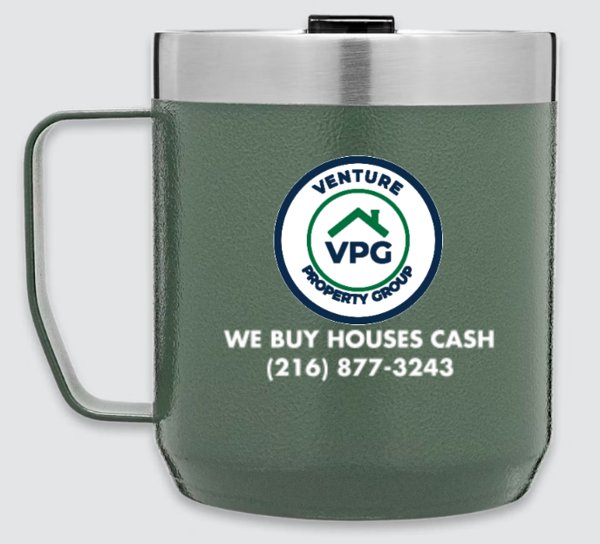 VENTURE
VPG
PROPERTY GROUP
WE BUY HOUSES CASH
(216) 877-3243